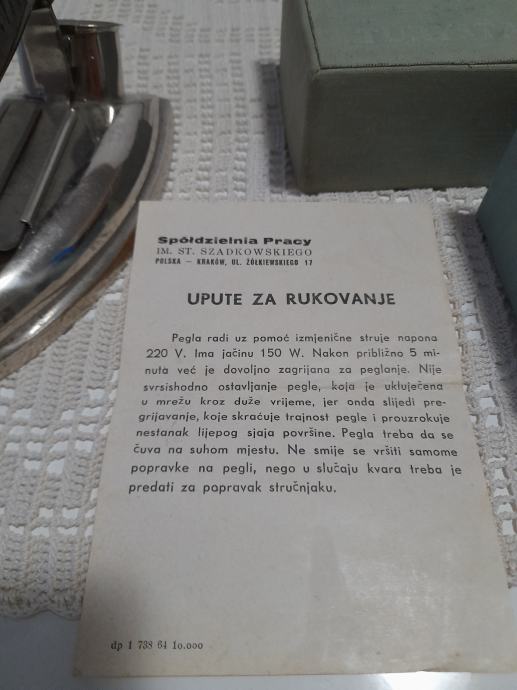 Spółdzielnia Pracy
IM. ST. SZADKOWSKIEGO
POLSKA — KRAKÓW, UL. ŻÓŁKIEWSKIEGO 17
UPUTE ZA RUKOVANJE
Pegla radi uz pomoć izmjenične struje napona
220 V. Ima jačinu 150 W. Nakon približno 5 mi-
nuta već je dovoljno zagrijana za peglanje. Nije
svrsishodno ostavljanje pegle, koja je ukłuječena
u mrežu kroz duže vrijeme, jer onda slijedi pre-
grijavanje, koje skraćuje trajnost pegle i prouzrokuje
nestanak lijepog sjaja površine. Pegla treba da se
čuva na suhom mjestu. Ne smije se vršiti samome
popravke na pegli, nego u slučaju kvara treba je
predati za popravak stručnjaku.
dp 1 738 64 1o.ooo